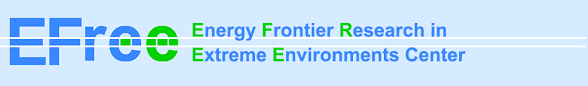 EFree
Energy Frontier Research in
Extreme Environments Center